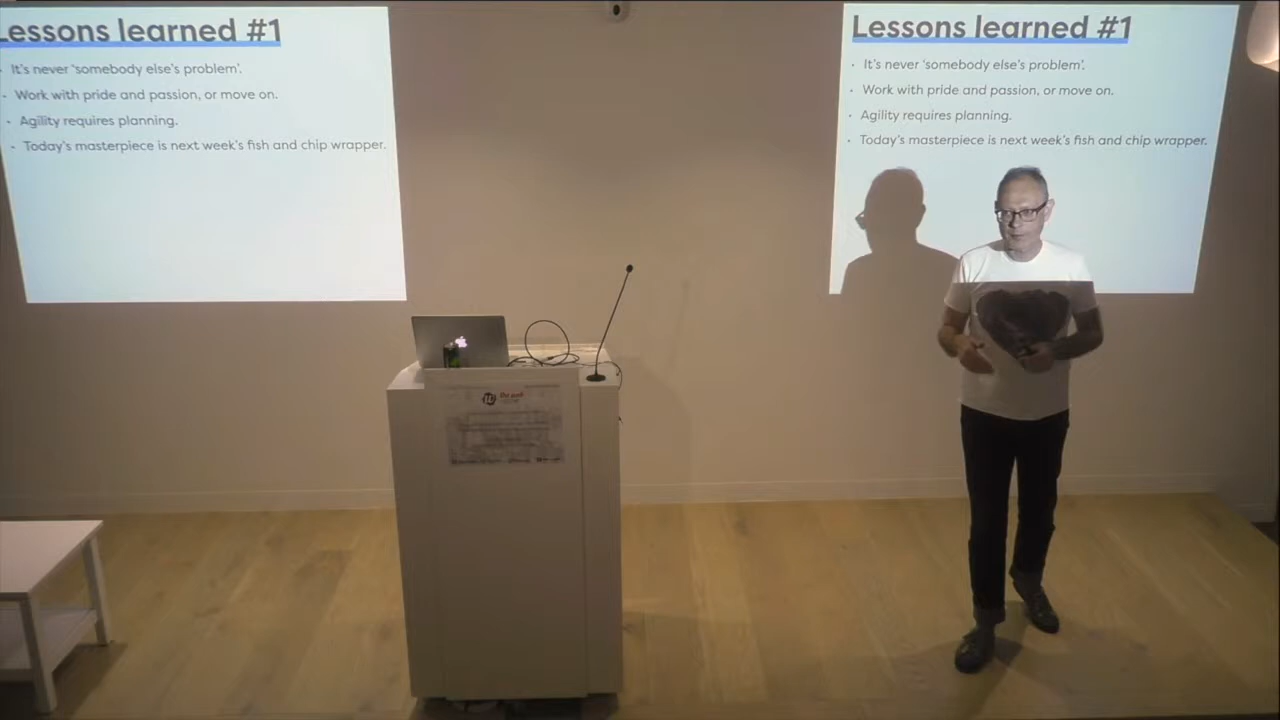 Lessons learned #1
It's never 'somebody else's problem'.
Work with pride and passion, or move on.
Agility requires planning.
Today's masterpiece is next week's fish and chip wrapper.
Lessons learned #1
It's never 'somebody else's problem'.
Work with pride and passion, or move on.
Agility requires planning.
Today's masterpiece is next week's fish and chip wrapper.